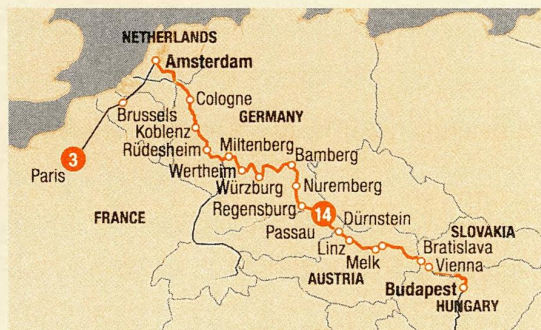 NETHERLANDS
Amsterdam
Cologne
Brussels
GERMANY
Koblenz
Rüdesheim
Miltenberg
Bamberg
3
Paris
Wertheim
Würzburg
Nuremberg
Regensburg
14
Dürnstein
FRANCE
Passau
SLOVAKIA
Linz
Bratislava
Melk
Vienna
AUSTRIA
Budapest
HUNGARY